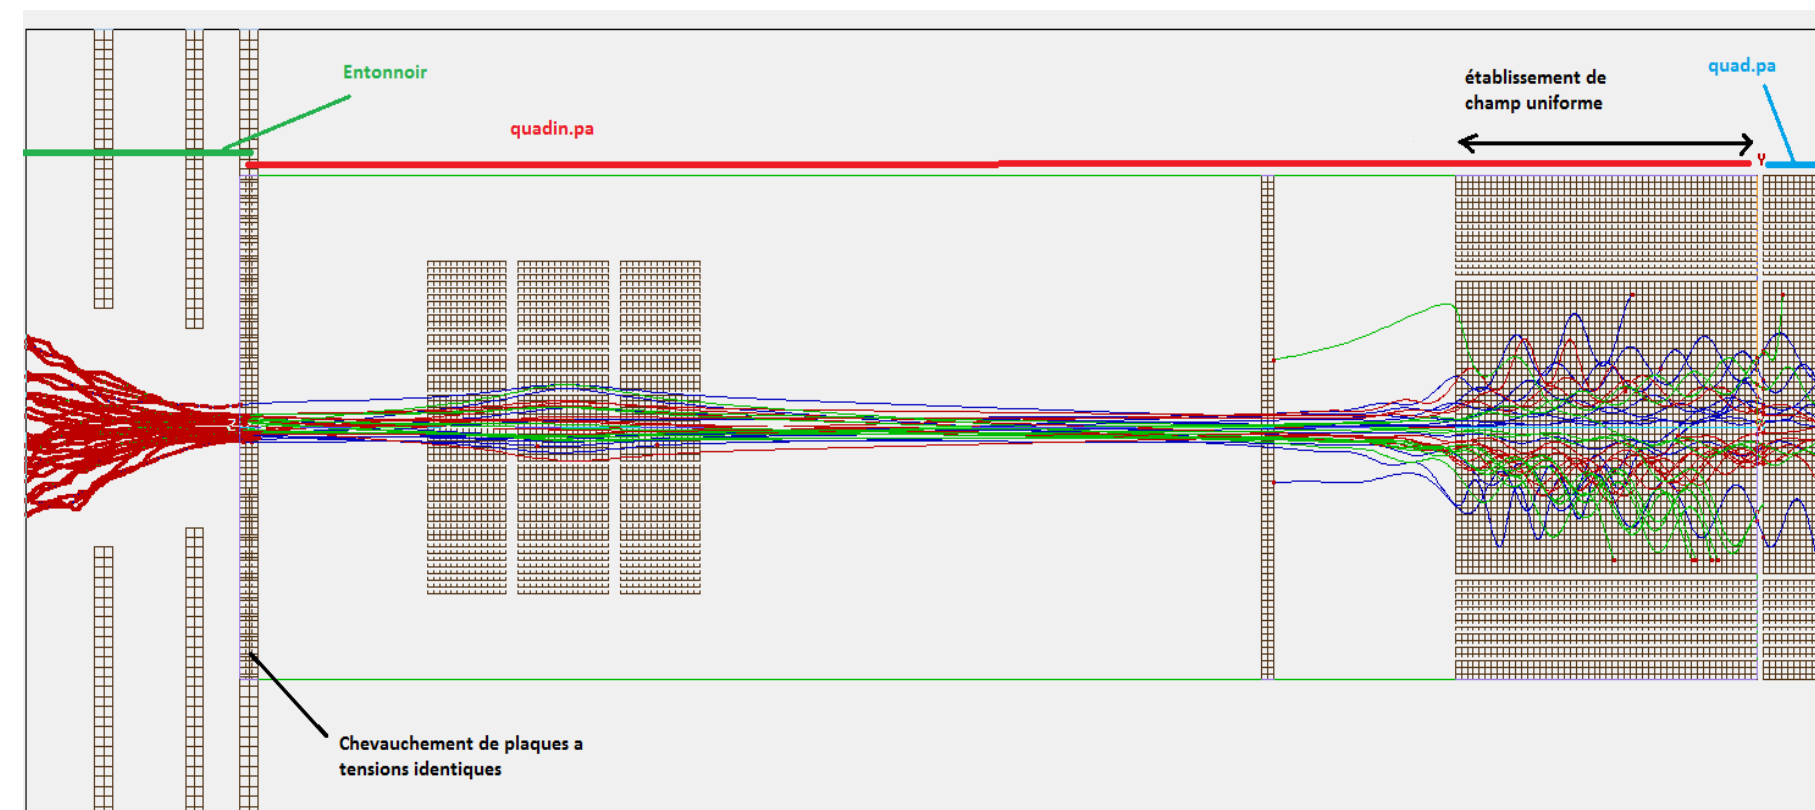 Entonnoir
quadin.pa
établissement de
champ uniforme
quad.pa
Y
Z
Chevauchement de plaques a
tensions identiques